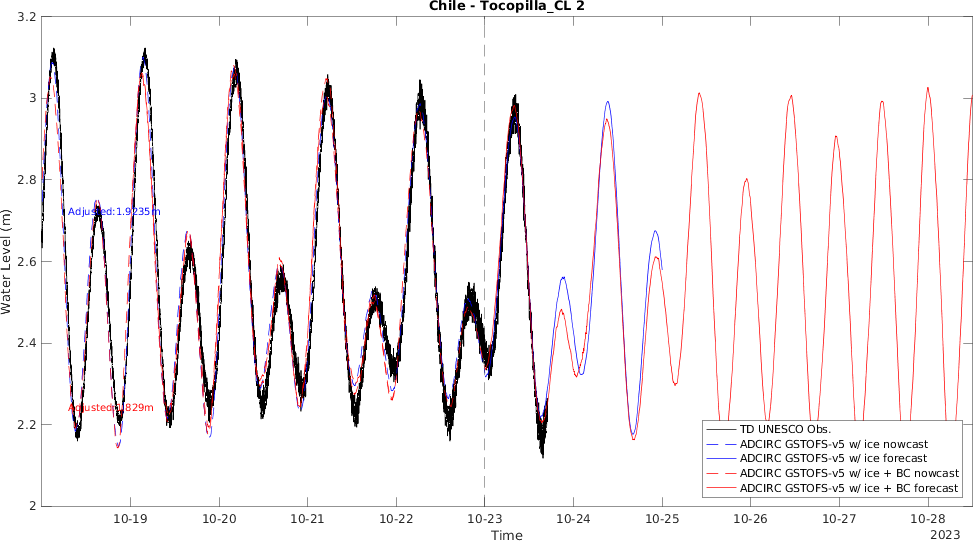 Chile - Tocopilla_CL 2
3.2
3
2.8
2.6
2.4
2.2
2
Water Level (m)
Adjusted:1.9235m
Adjusted:1.829m
TD UNESCO Obs.
ADCIRC GSTOFS-v5 w/ ice nowcast
ADCIRC GSTOFS-v5 w/ ice forecast
ADCIRC GSTOFS-v5 w/ ice + BC nowcast
ADCIRC GSTOFS-v5 w/ ice + BC forecast
10-19 10-20 10-21 10-22 10-23 10-24 10-25 10-26 10-27 10-28
2023
Time